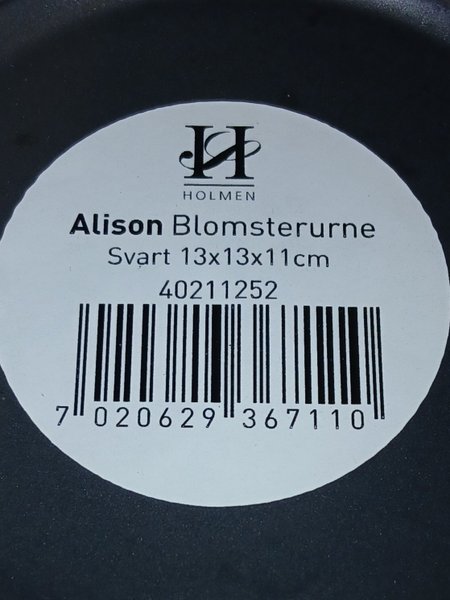 H
HOLMEN
Alison Blomsterurne
Svart 13x13x11cm
40211252
7 020629 367110